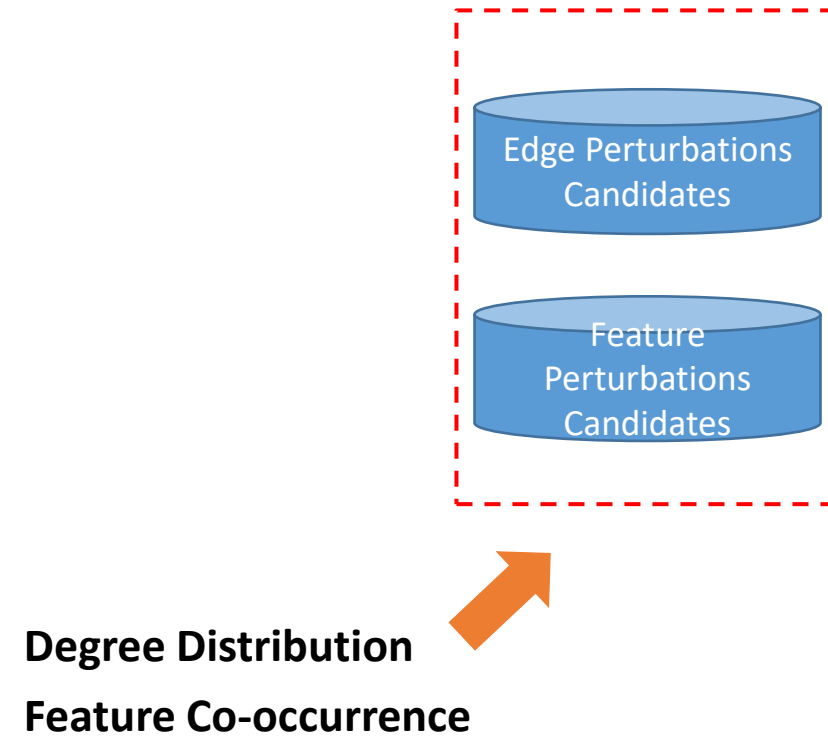 Edge Perturbations
Candidates
Feature
Perturbations
Candidates
Degree Distribution
Feature Co-occurrence